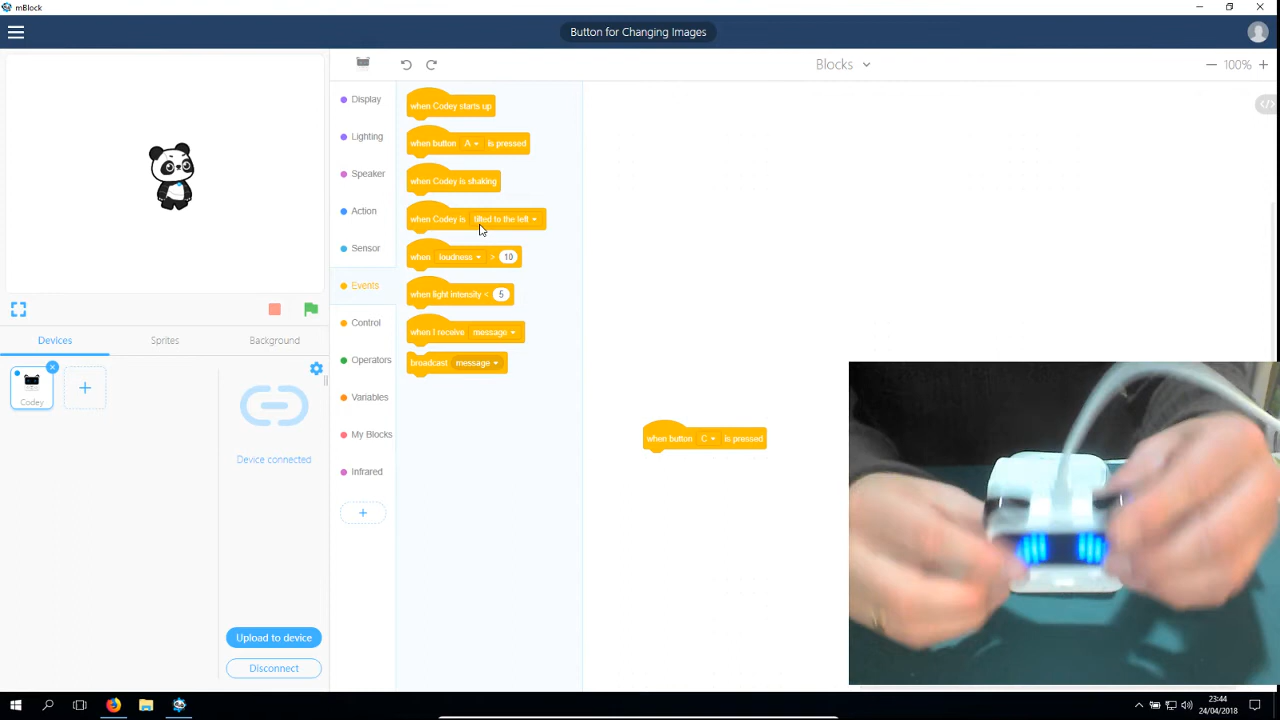 mBlock
Button for Changing Images
Blocks
100%
Display
Lighting
Speaker
Action
Sensor
Events
Control
Operators
Variables
My Blocks
Infrared
when Codey starts up
when button A is pressed
when Codey is shaking
when Codey is tilted to the left
when loudness > 10
when light intensity < 5
when I receive message
broadcast message
when button C is pressed
Devices
Sprites
Background
Codey
Device connected
Upload to device
Disconnect
23:44
24/04/2018